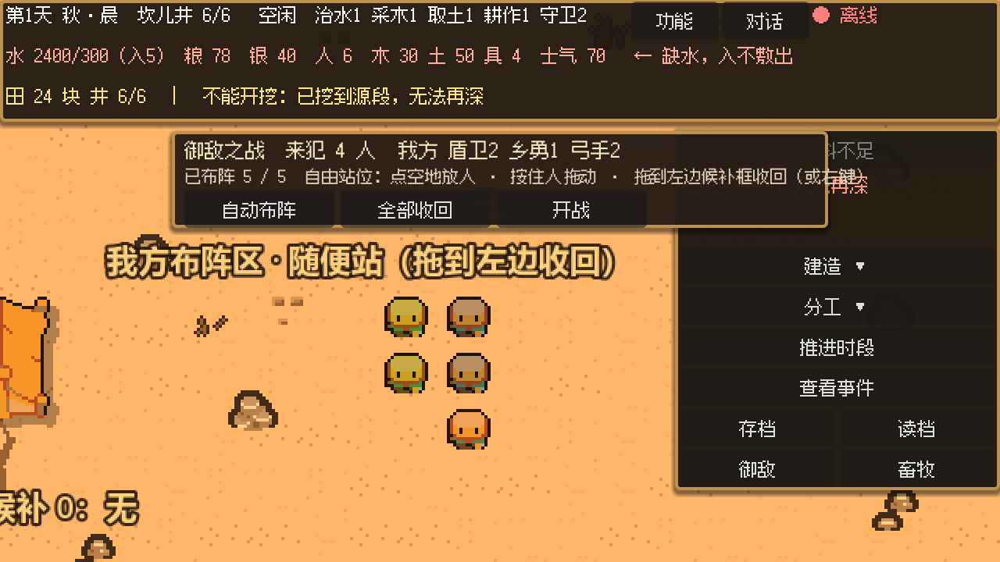 第1天 秋·晨 坎儿井 6/6 空闲 治水1 采木1 取土1 耕作1 守卫2 功能 对话 离线
水 2400/300 (入5) 粮 78 银 40 人 6 木 30 土 50 具 4 士气 70 ← 缺水，入不敷出
田 24 块 井 6/6 | 不能开挖：已挖到源段，无法再深
御敌之战 来犯 4 人 我方 盾卫2 乡勇1 弓手2
料不足
已布阵 5 / 5 自由站位：点空地放人 · 按住人拖动 · 拖到左边候补框收回（或右键）
再深
自动布阵 全部收回 开战
我方布阵区·随便站（拖到左边收回）
建造 ▼
分工 ▼
推进时段
查看事件
存档 读档
御敌 畜牧
候补 0：无